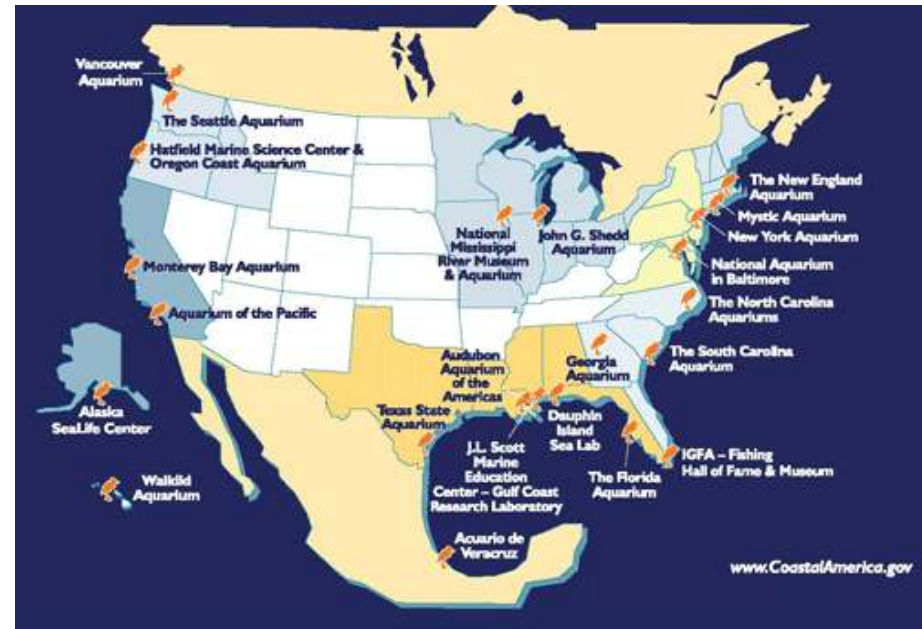 Vancouver
Aquarium
The Seattle Aquarium
Hatfield Marine Science Center &
Oregon Coast Aquarium
The New England
Aquarium
Mystic Aquarium
New York Aquarium
National
Mississippi
River Museum
& Aquarium
John G. Shedd
Aquarium
National Aquarium
in Baltimore
Monterey Bay Aquarium
The North Carolina
Aquariums
Aquarium of the Pacific
The South Carolina
Aquarium
Audubon
Aquarium
of the
Americas
Georgia
Aquarium
Texas State
Aquarium
Alaska
SeaLife Center
Dauphin
Island
Sea Lab
J.L. Scott
Marine
Education
Center – Gulf Coast
Research Laboratory
IGFA – Fishing
Hall of Fame & Museum
The Florida
Aquarium
Waikiki
Aquarium
Acuario de
Veracruz
www.CoastalAmerica.gov